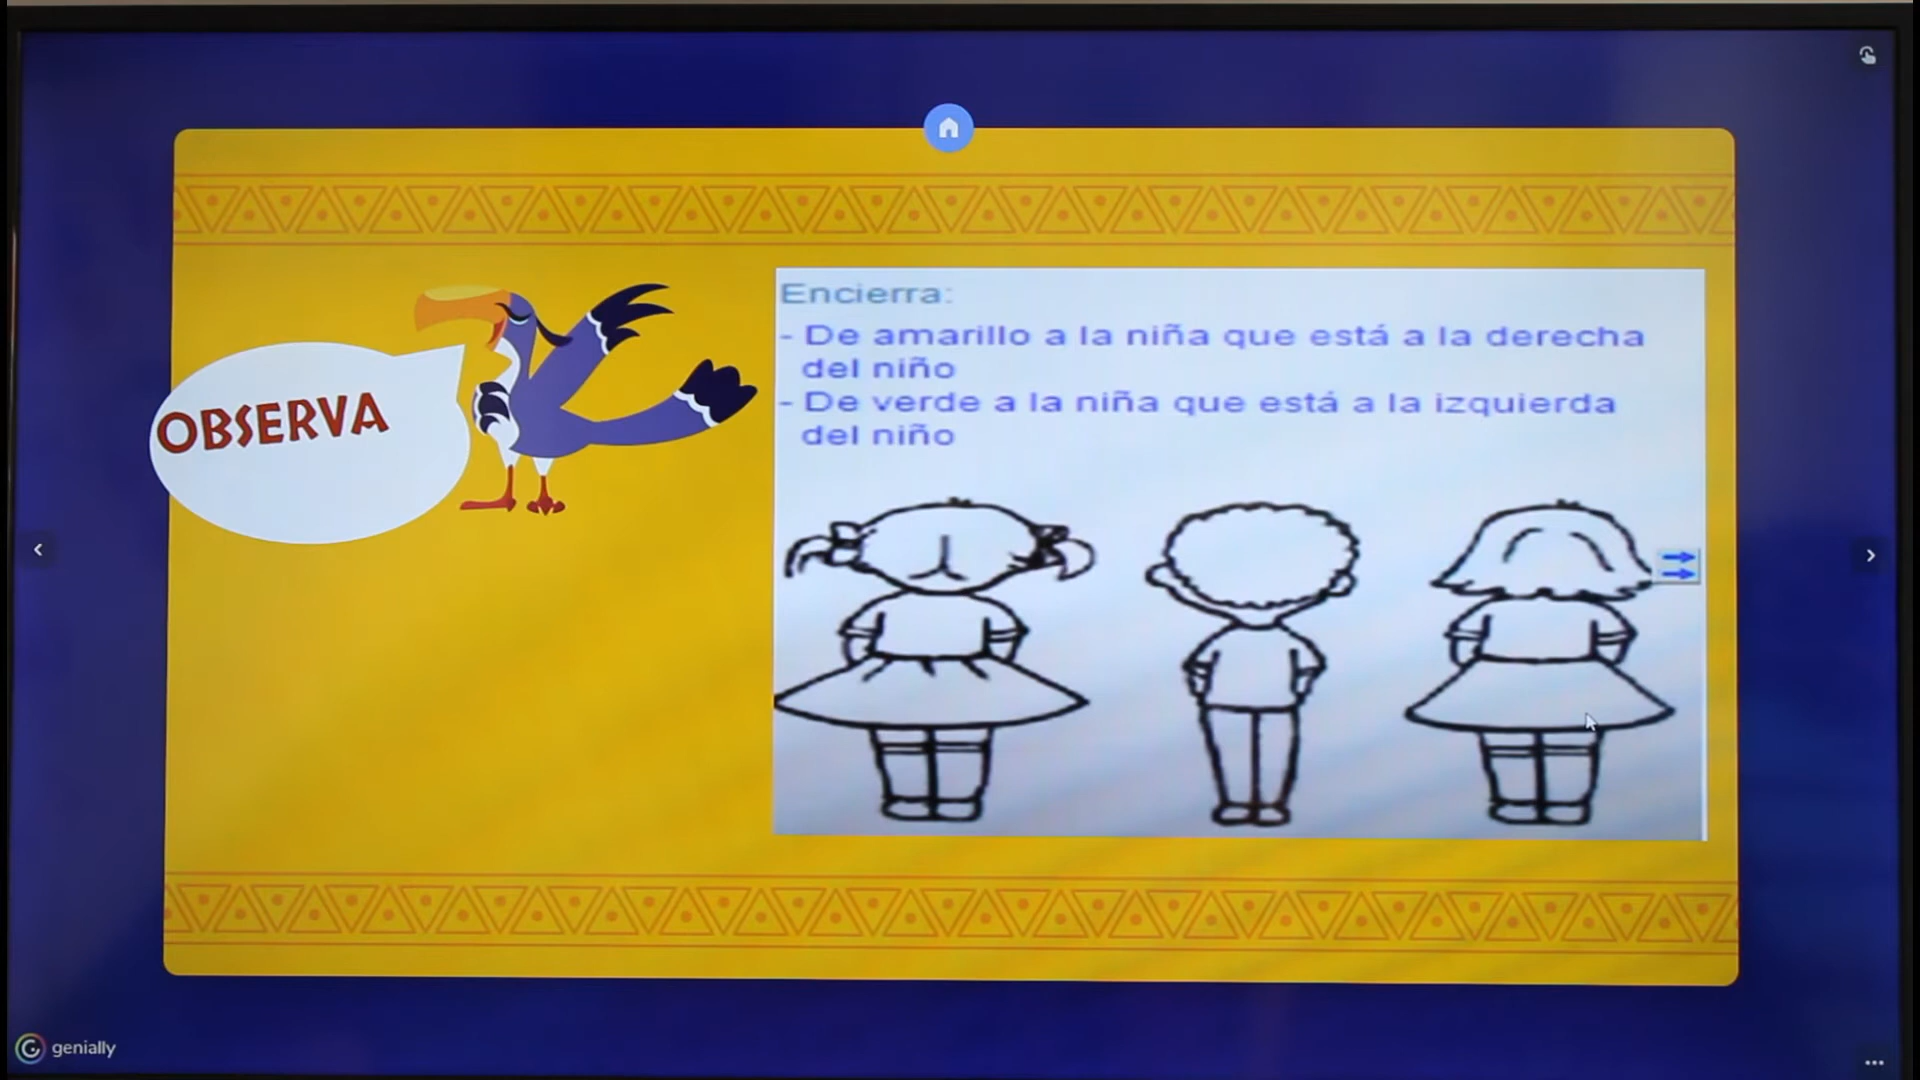 OBSERVA
Encierra:
- De amarillo a la niña que está a la derecha
del niño
- De verde a la niña que está a la izquierda
del niño
genially